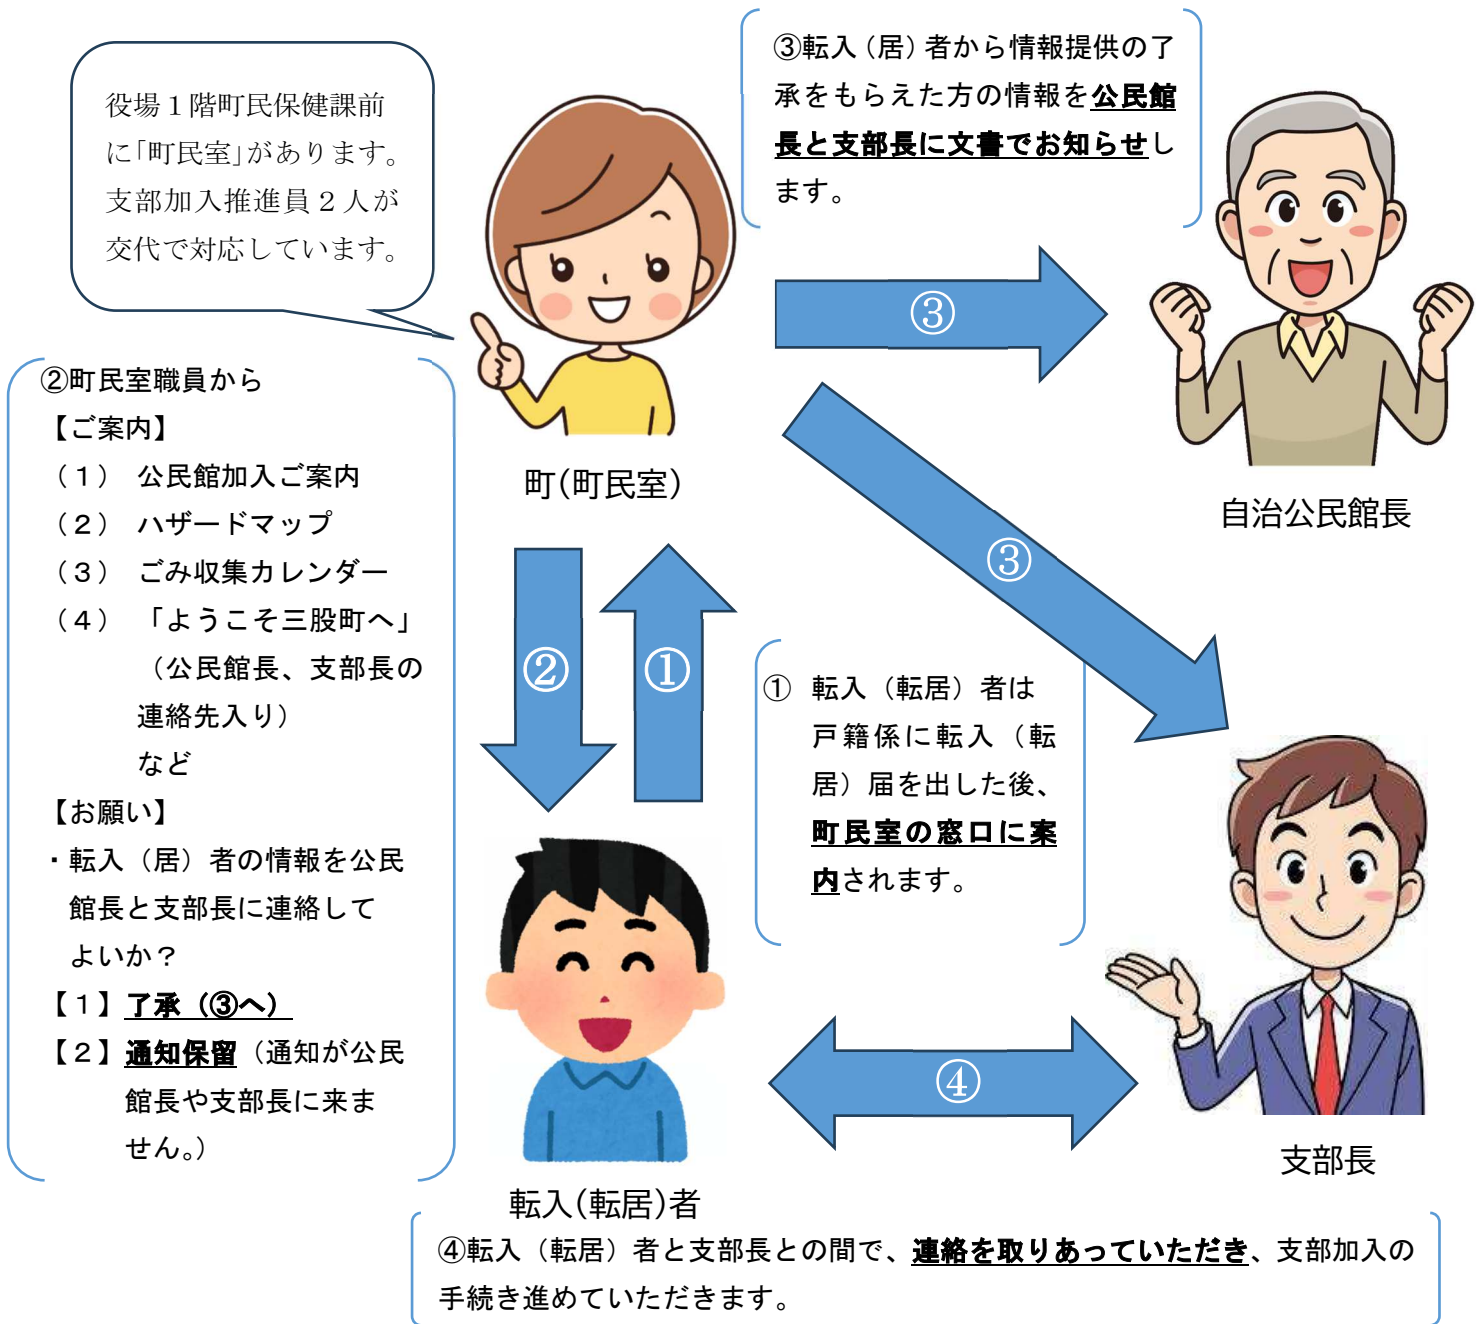 役場１階町民保健課前
に「町民室」があります。
支部加入推進員２人が
交代で対応しています。
③転入（居）者から情報提供の了
承をもらえた方の情報を公民館
長と支部長に文書でお知らせし
ます。
③
町(町民室)
自治公民館長
②町民室職員から
【ご案内】
（１）　公民館加入ご案内
（２）　ハザードマップ
（３）　ごみ収集カレンダー
（４）　「ようこそ三股町へ」
（公民館長、支部長の
連絡先入り）
など
【お願い】
・転入（居）者の情報を公民
館長と支部長に連絡して
よいか？
【１】了承（③へ）
【２】通知保留（通知が公民
館長や支部長に来ま
せん。）
②
①
③
①　転入（転居）者は
戸籍係に転入（転
居）届を出した後、
町民室の窓口に案
内されます。
④
転入(転居)者
支部長
④転入（転居）者と支部長との間で、連絡を取りあっていただき、支部加入の
手続き進めていただきます。